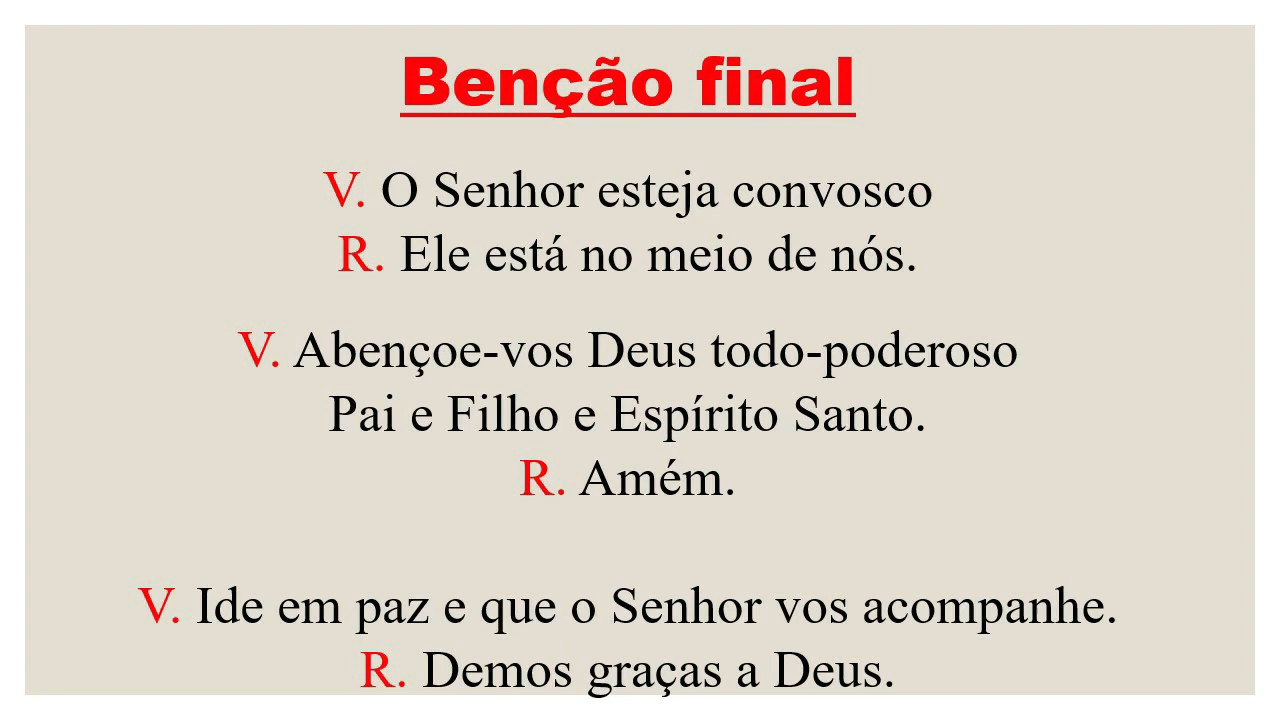 Benção final
V. O Senhor esteja convosco
R. Ele está no meio de nós.
V. Abençoe-vos Deus todo-poderoso
Pai e Filho e Espírito Santo.
R. Amém.
V. Ide em paz e que o Senhor vos acompanhe.
R. Demos graças a Deus.